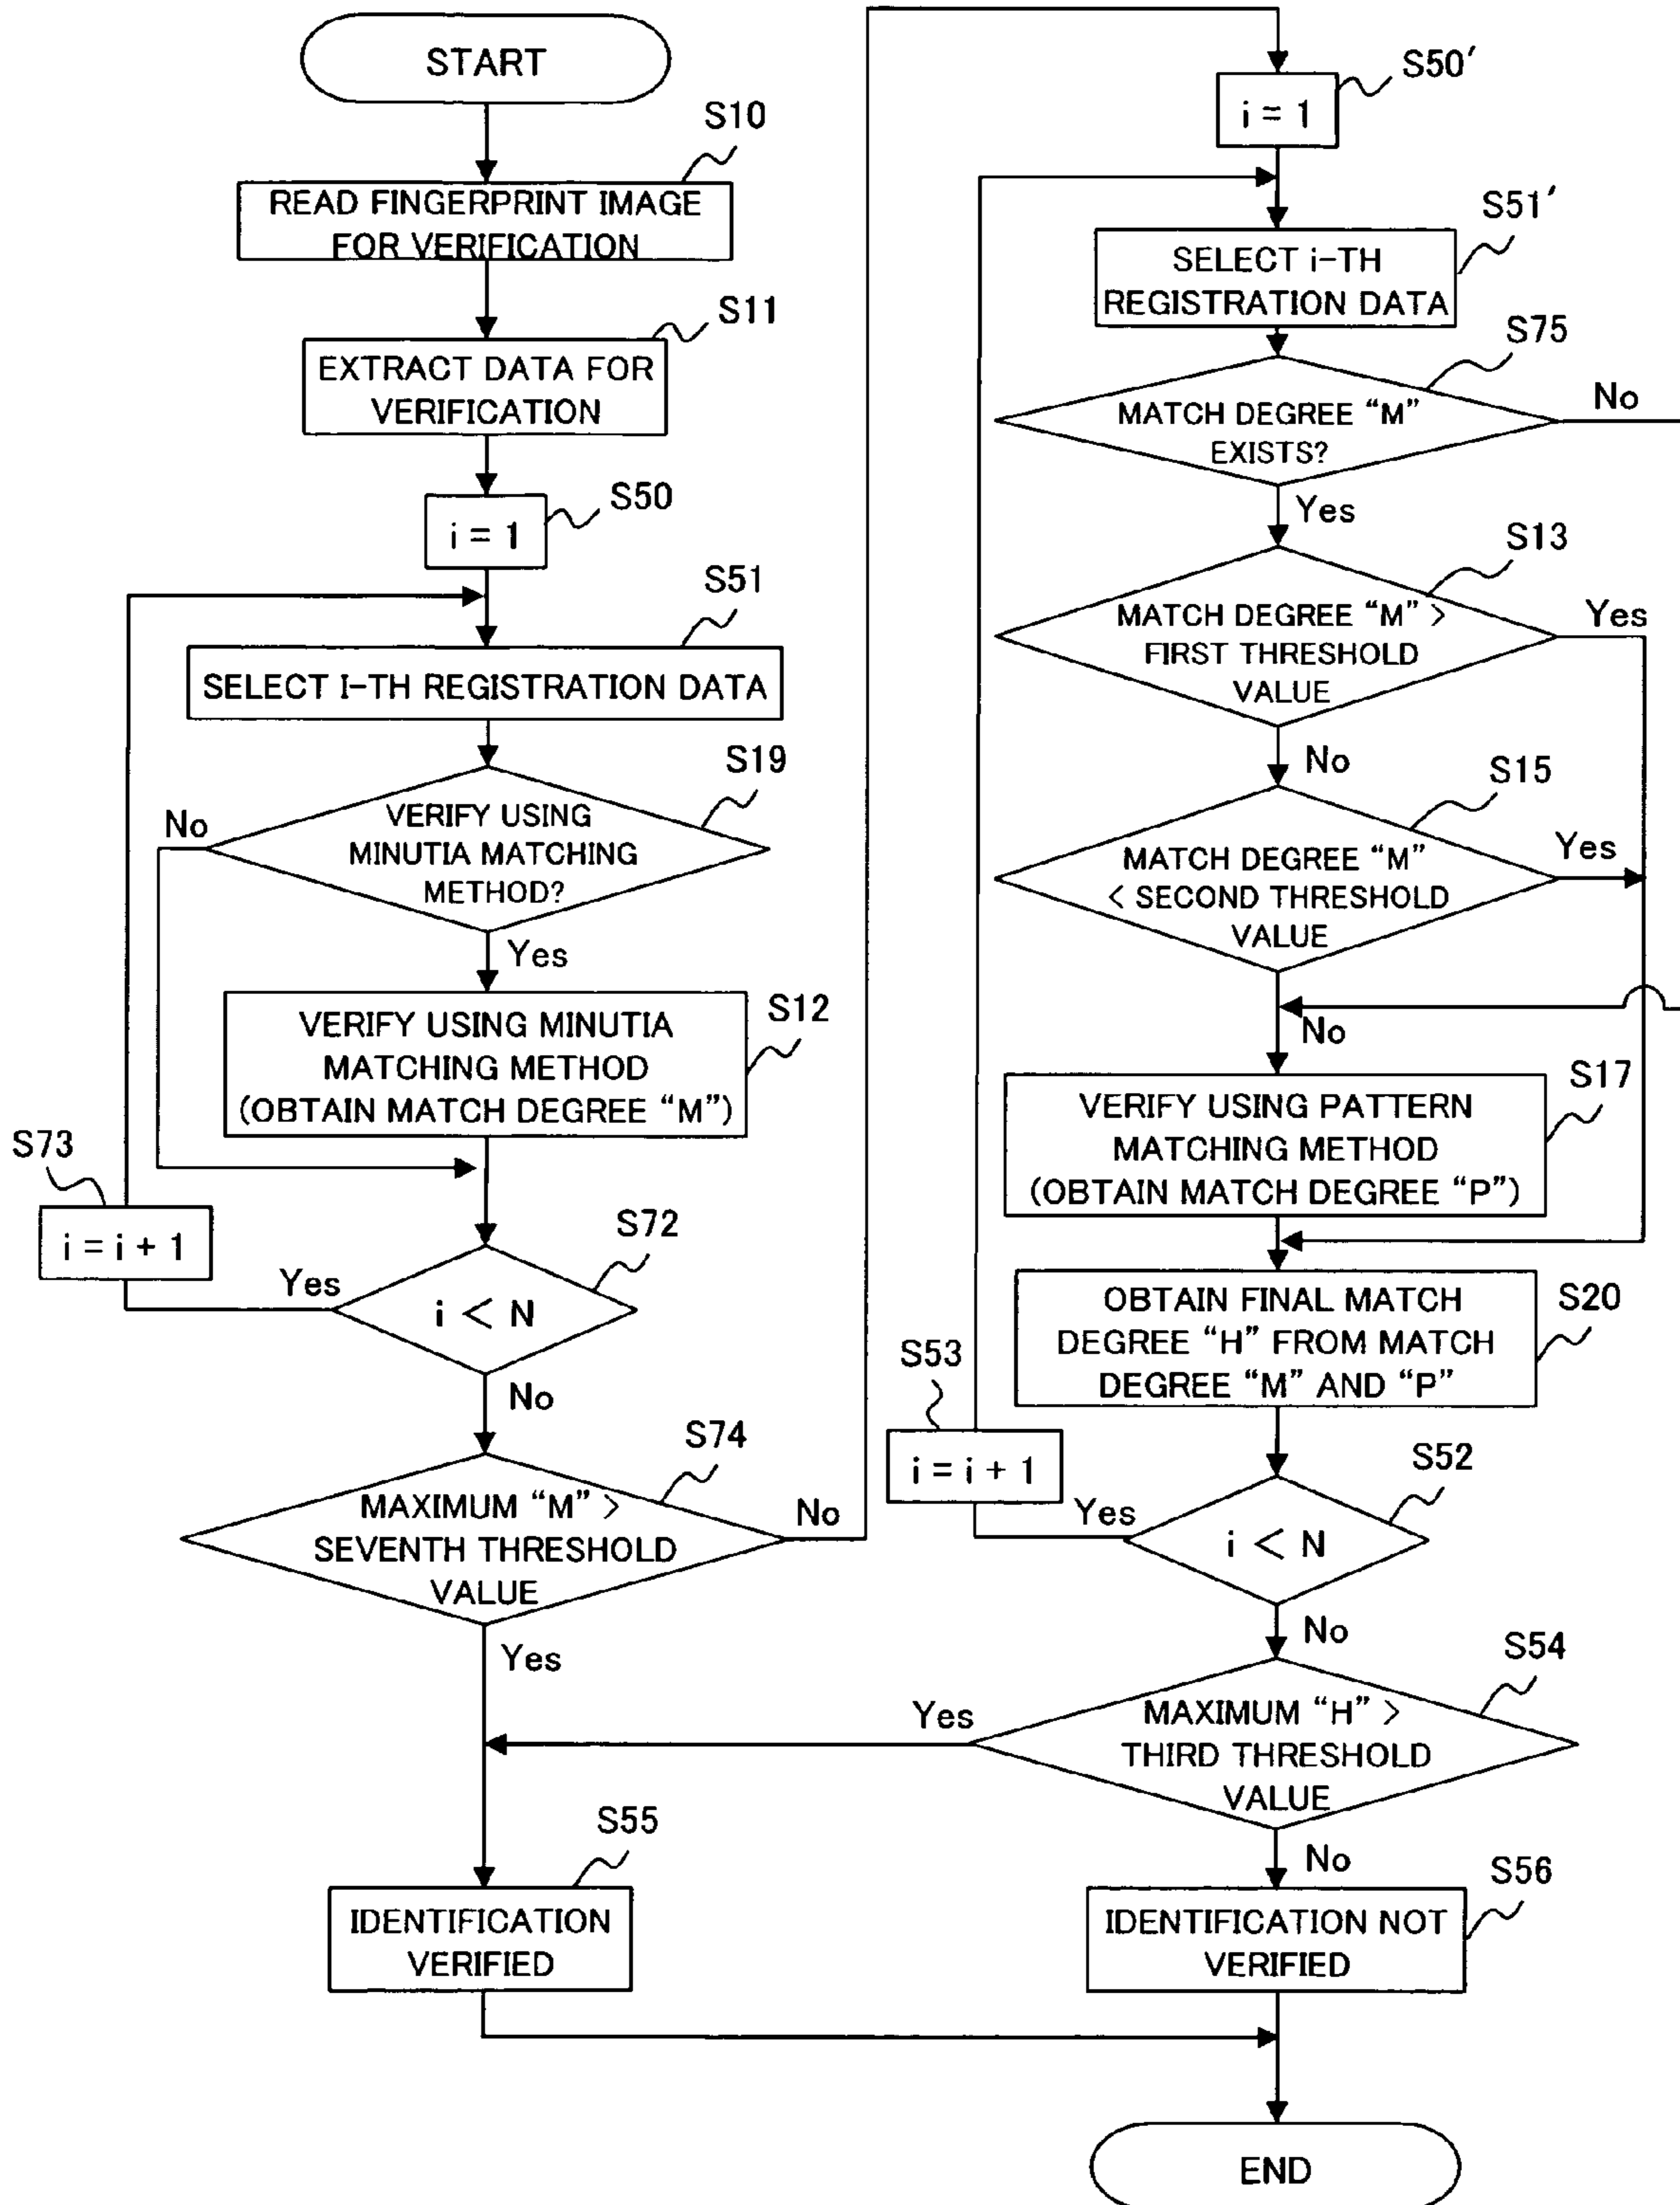 START
S10
READ FINGERPRINT IMAGE
FOR VERIFICATION
S11
EXTRACT DATA FOR
VERIFICATION
S50
i = 1
S51
SELECT I-TH REGISTRATION DATA
S19
VERIFY USING
MINUTIA MATCHING
METHOD?
No
Yes
S12
VERIFY USING MINUTIA
MATCHING METHOD
(OBTAIN MATCH DEGREE “M”)
S73
i = i + 1
S72
Yes
i < N
No
S74
MAXIMUM “M” >
SEVENTH THRESHOLD
VALUE
No
Yes
S55
IDENTIFICATION
VERIFIED
S50'
i = 1
S51'
SELECT i-TH
REGISTRATION DATA
S75
MATCH DEGREE “M”
EXISTS?
No
Yes
S13
MATCH DEGREE “M” >
FIRST THRESHOLD
VALUE
Yes
No
S15
MATCH DEGREE “M”
< SECOND THRESHOLD
VALUE
Yes
No
S17
VERIFY USING PATTERN
MATCHING METHOD
(OBTAIN MATCH DEGREE “P”)
S20
OBTAIN FINAL MATCH
DEGREE “H” FROM MATCH
DEGREE “M” AND “P”
S53
i = i + 1
S52
Yes
i < N
No
S54
Yes
MAXIMUM “H” >
THIRD THRESHOLD
VALUE
No
S56
IDENTIFICATION NOT
VERIFIED
END